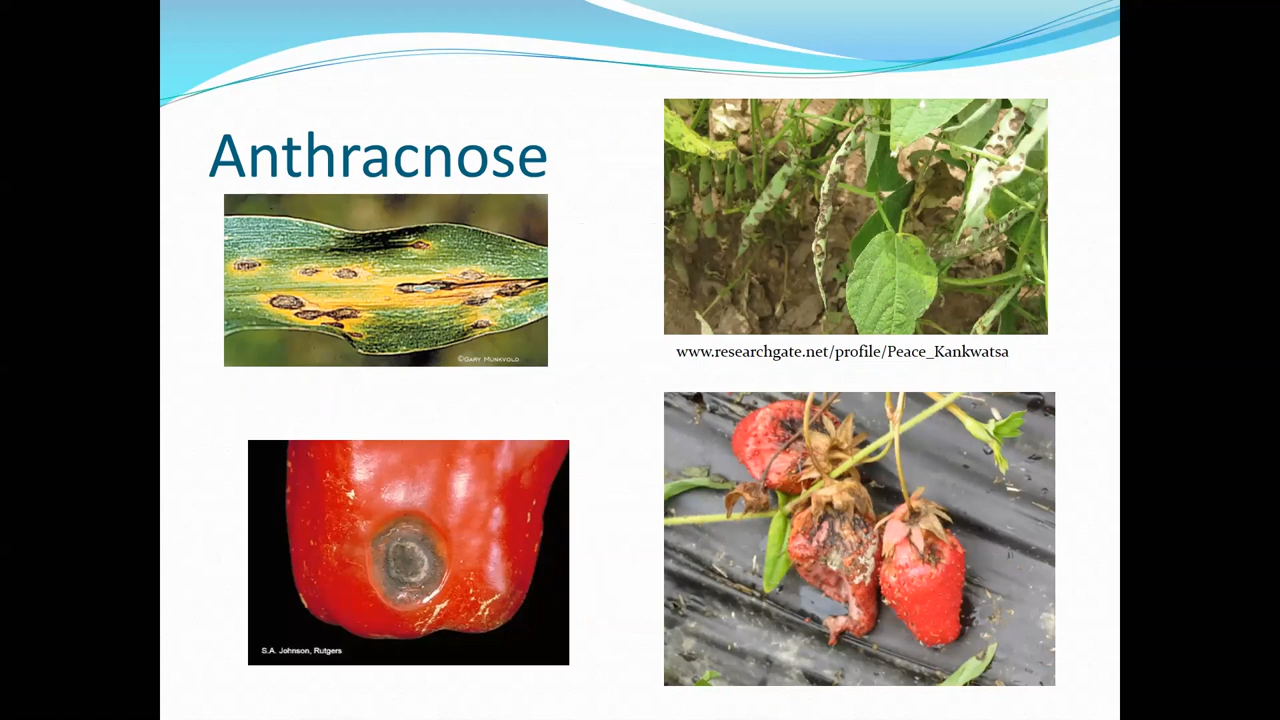 Anthracnose
©GARY MUNKVOLD
www.researchgate.net/profile/Peace_Kankwatsa
S.A. Johnson, Rutgers